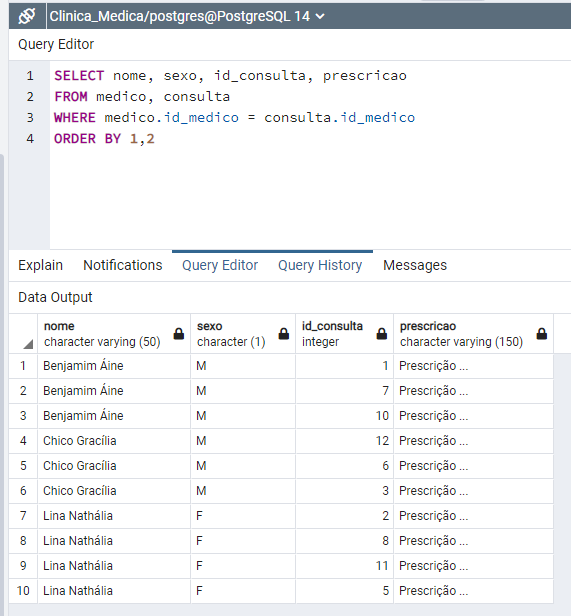 Clinica_Medica/postgres@PostgreSQL 14
Query Editor
1 SELECT nome, sexo, id_consulta, prescricao
2 FROM medico, consulta
3 WHERE medico.id_medico = consulta.id_medico
4 ORDER BY 1,2
Explain Notifications Query Editor Query History Messages
Data Output
nome sexo id_consulta prescricao
character varying (50) character (1) integer character varying (150)
1 Benjamim Áine M 1 Prescrição ...
2 Benjamim Áine M 7 Prescrição ...
3 Benjamim Áine M 10 Prescrição ...
4 Chico Gracília M 12 Prescrição ...
5 Chico Gracília M 6 Prescrição ...
6 Chico Gracília M 3 Prescrição ...
7 Lina Nathália F 2 Prescrição ...
8 Lina Nathália F 8 Prescrição ...
9 Lina Nathália F 11 Prescrição ...
10 Lina Nathália F 5 Prescrição ...